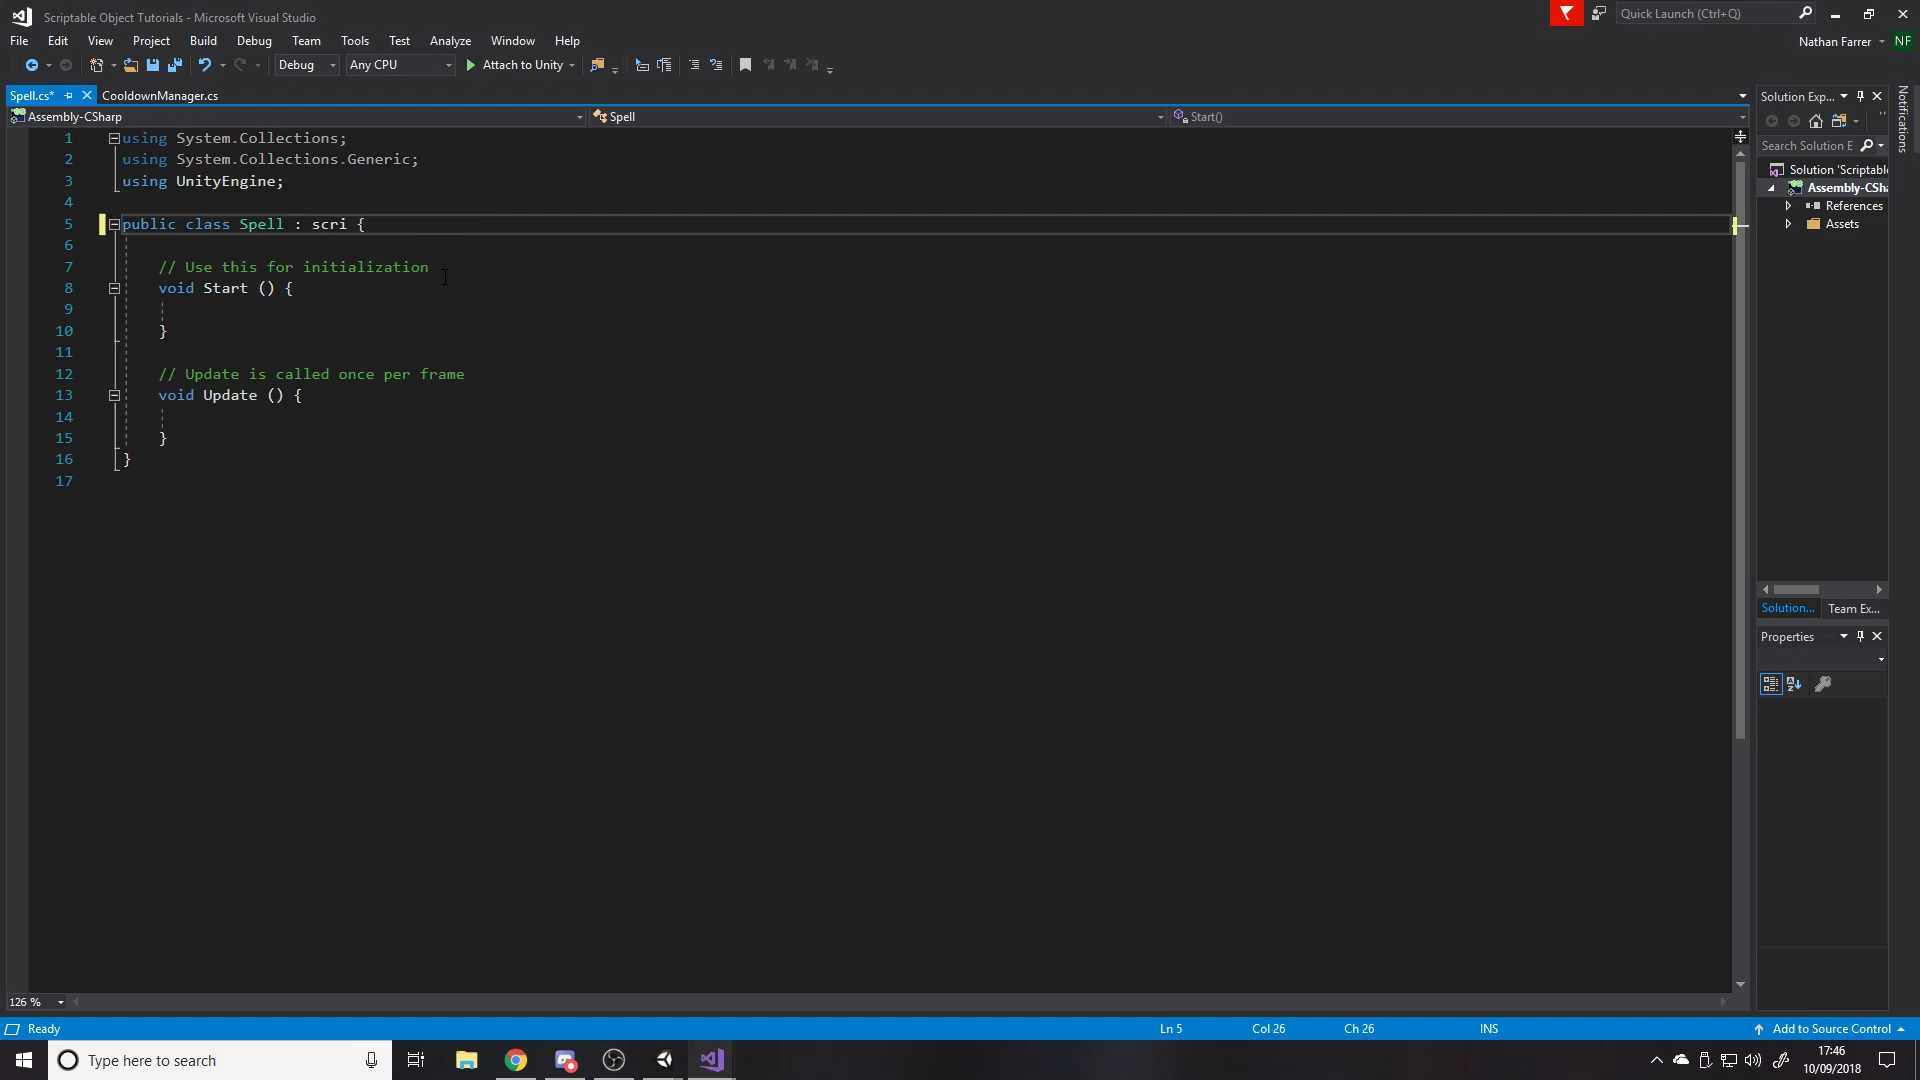 Scriptable Object Tutorials - Microsoft Visual Studio
Quick Launch (Ctrl+Q)
File Edit View Project Build Debug Team Tools Test Analyze Window Help
Nathan Farrer NF
Debug Any CPU Attach to Unity
Spell.cs* CooldownManager.cs
Assembly-CSharp Spell Start()
1 using System.Collections;
2 using System.Collections.Generic;
3 using UnityEngine;
4
5 public class Spell : scri {
6
7 // Use this for initialization
8 void Start () {
9
10 }
11
12 // Update is called once per frame
13 void Update () {
14
15 }
16 }
17
Solution Exp...
Search Solution E
Solution 'Scriptabl
Assembly-CSha
References
Assets
Solution... Team Ex...
Properties
Notifications
126 %
Ready Ln 5 Col 26 Ch 26 INS Add to Source Control
Type here to search
17:46
10/09/2018